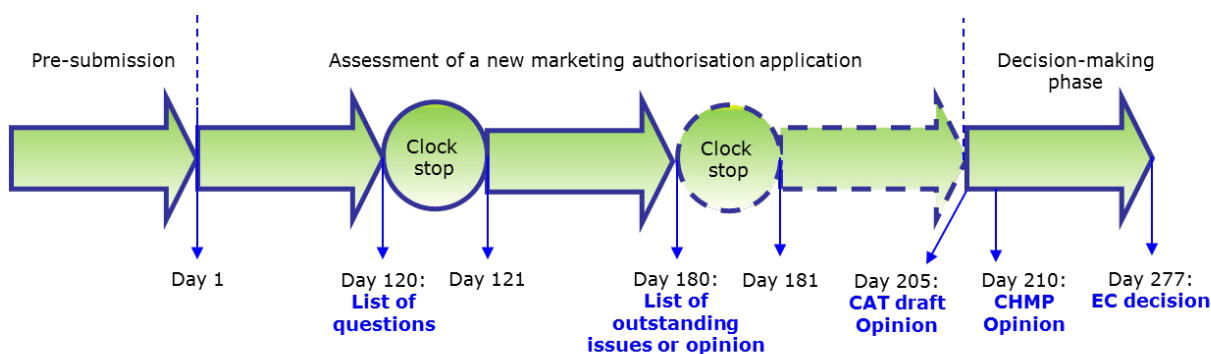 Pre-submission
Assessment of a new marketing authorisation application
Decision-making
phase
Clock
stop
Clock
stop
Day 1
Day 120:
List of
questions
Day 121
Day 180:
List of
outstanding
issues or opinion
Day 181
Day 205:
CAT draft
Opinion
Day 210:
CHMP
Opinion
Day 277:
EC decision